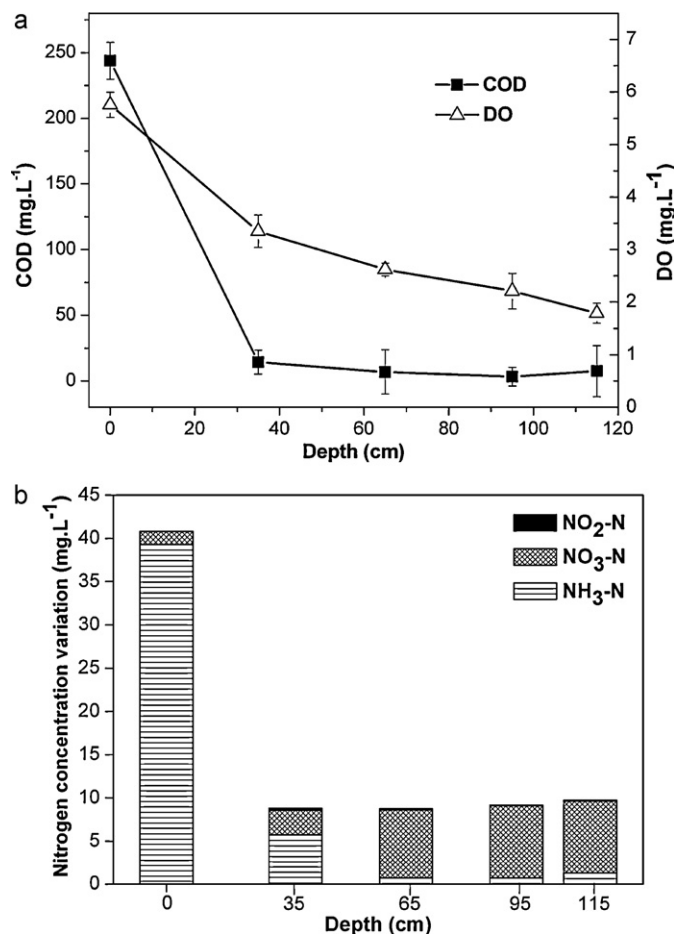 a
COD (mg.L⁻¹)
250
200
150
100
50
0
COD
DO
7
6
5
4
3
2
1
0
DO (mg.L⁻¹)
0 20 40 60 80 100 120
Depth (cm)
b
Nitrogen concentration variation (mg.L⁻¹)
45
40
35
30
25
20
15
10
5
0
NO₂-N
NO₃-N
NH₃-N
0 35 65 95 115
Depth (cm)